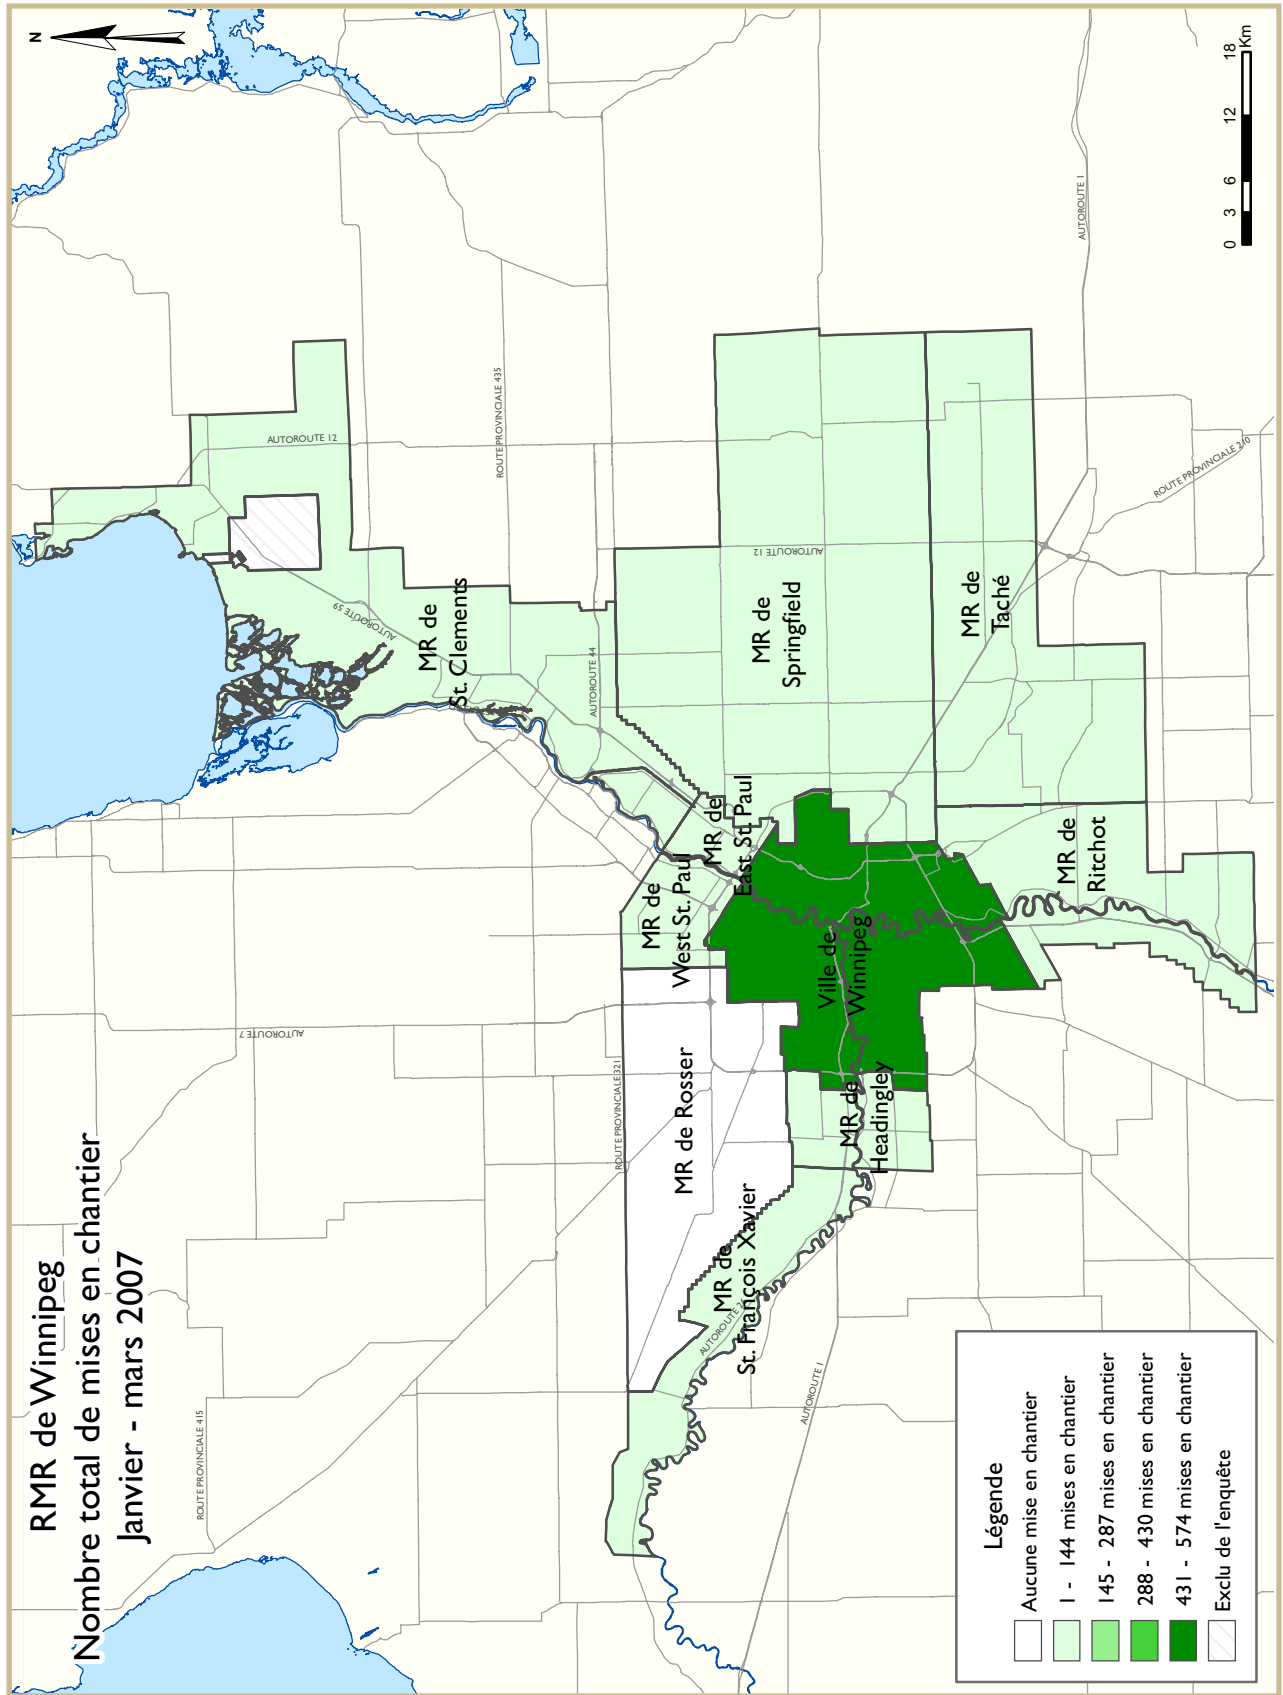 RMR de Winnipeg
Nombre total de mises en chantier
Janvier - mars 2007
N
ROUTE PROVINCIALE 415
AUTOROUTE 7
AUTOROUTE 12
AUTOROUTE 59
MR de
St. Clements
ROUTE PROVINCIALE 435
AUTOROUTE 44
ROUTE PROVINCIALE 321
MR de Rosser
MR de
West St. Paul
MR de
East St. Paul
MR de
Springfield
AUTOROUTE 12
MR de
St. François Xavier
AUTOROUTE 26
AUTOROUTE 1
MR de
Headingley
Ville de
Winnipeg
MR de
Taché
MR de
Ritchot
AUTOROUTE 1
ROUTE PROVINCIALE 210
Légende
Aucune mise en chantier
1 - 144 mises en chantier
145 - 287 mises en chantier
288 - 430 mises en chantier
431 - 574 mises en chantier
Exclu de l'enquête
0 3 6 12 18
Km